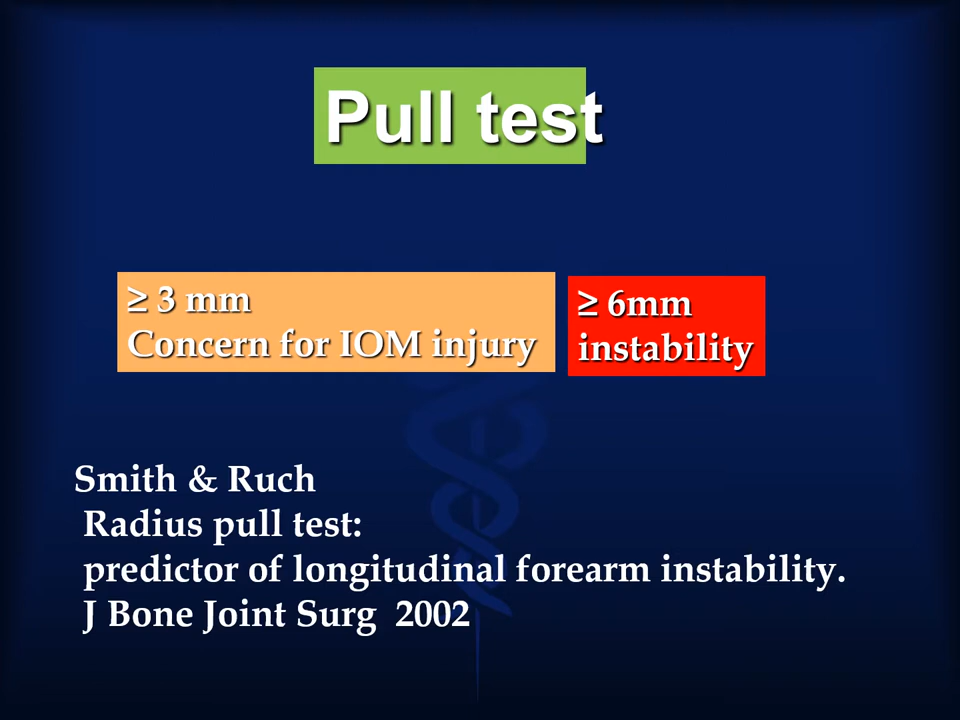 Pull test
≥ 3 mm
Concern for IOM injury
≥ 6mm
instability
Smith & Ruch
Radius pull test:
predictor of longitudinal forearm instability.
J Bone Joint Surg 2002